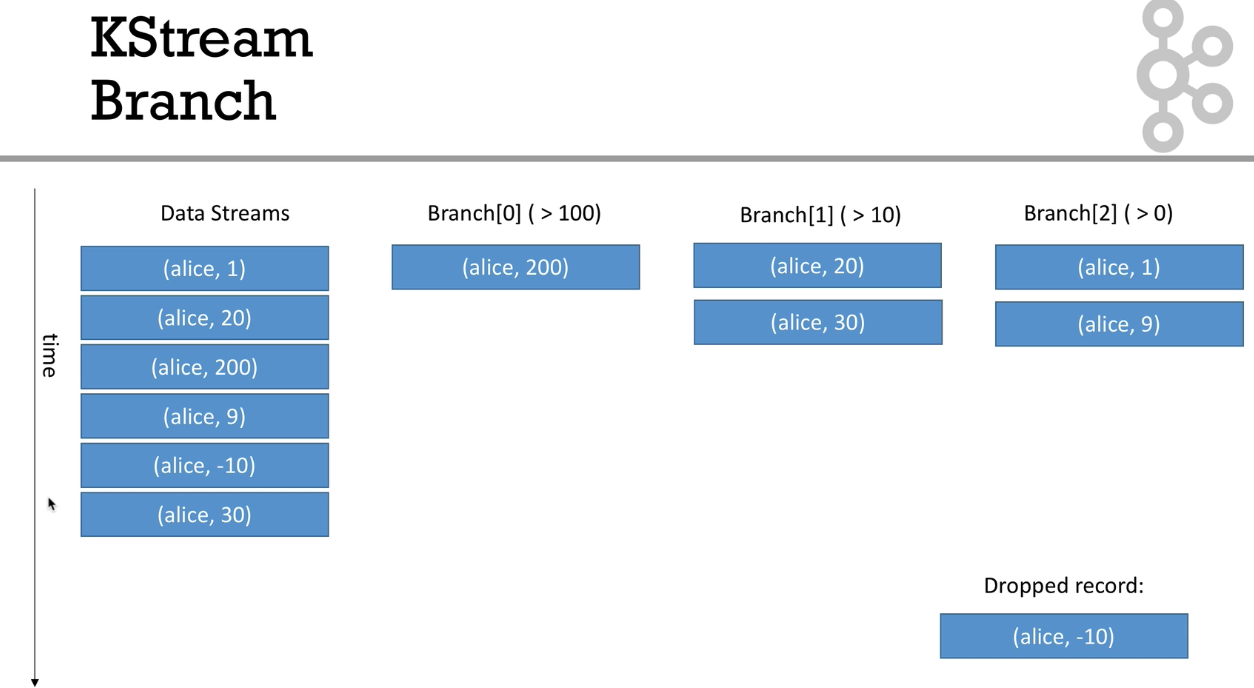 KStream
Branch
time
Data Streams
(alice, 1)
(alice, 20)
(alice, 200)
(alice, 9)
(alice, -10)
(alice, 30)
Branch[0] ( > 100)
(alice, 200)
Branch[1] ( > 10)
(alice, 20)
(alice, 30)
Branch[2] ( > 0)
(alice, 1)
(alice, 9)
Dropped record:
(alice, -10)